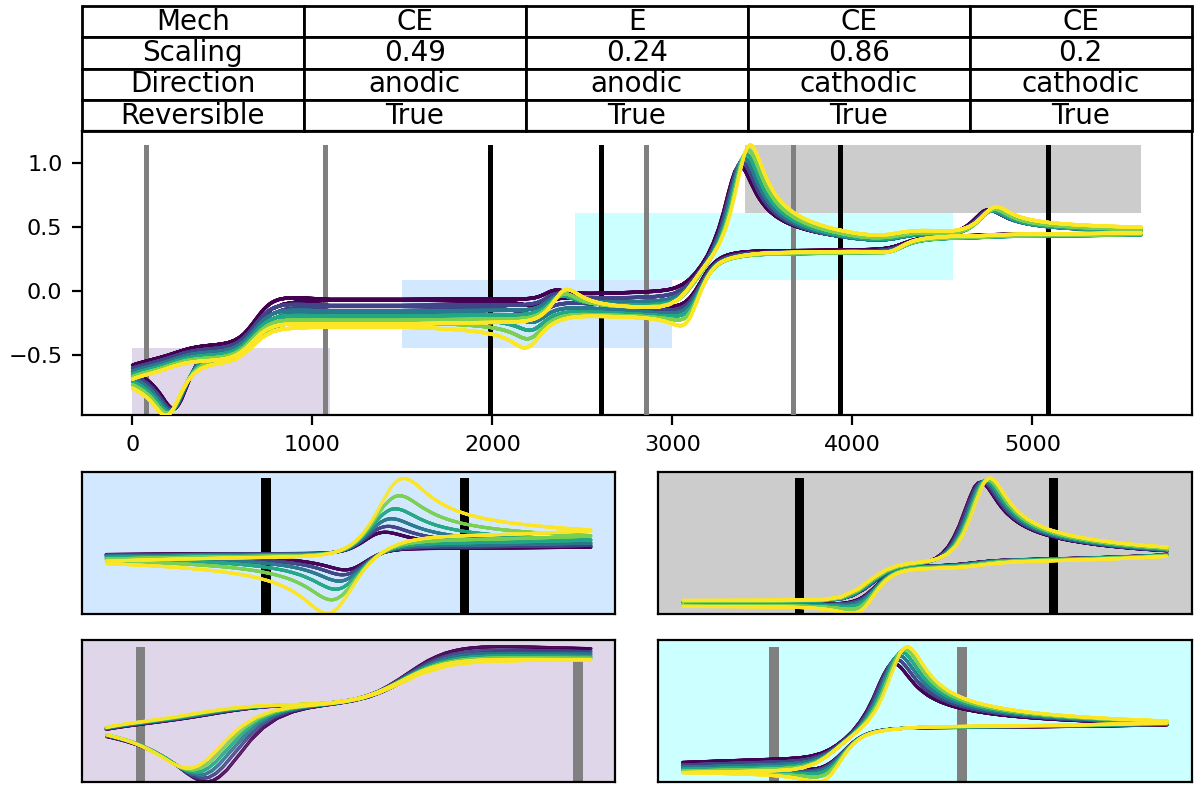 Mech CE E CE CE
Scaling 0.49 0.24 0.86 0.2
Direction anodic anodic cathodic cathodic
Reversible True True True True
1.0
0.5
0.0
−0.5
0 1000 2000 3000 4000 5000